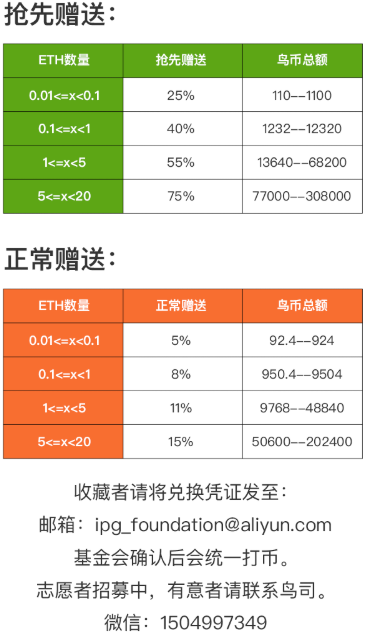 抢先赠送：
ETH数量 抢先赠送 鸟币总额
0.01<=x<0.1 25% 110--1100
0.1<=x<1 40% 1232--12320
1<=x<5 55% 13640--68200
5<=x<20 75% 77000--308000
正常赠送：
ETH数量 正常赠送 鸟币总额
0.01<=x<0.1 5% 92.4--924
0.1<=x<1 8% 950.4--9504
1<=x<5 11% 9768--48840
5<=x<20 15% 50600--202400
收藏者请将兑换凭证发至：
邮箱：ipg_foundation@aliyun.com
基金会确认后会统一打币。
志愿者招募中，有意者请联系鸟司。
微信：1504997349